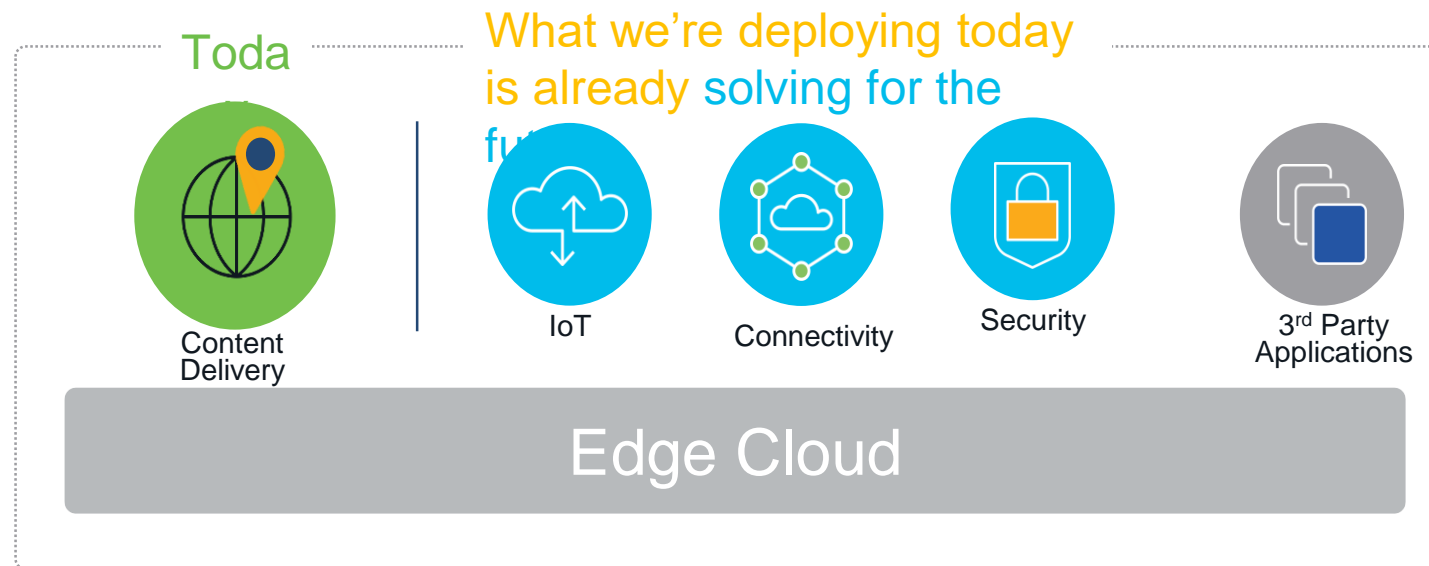 Toda
What we're deploying today
is already solving for the
IoT
Connectivity
Security
Content
Delivery
3rd Party
Applications
Edge Cloud